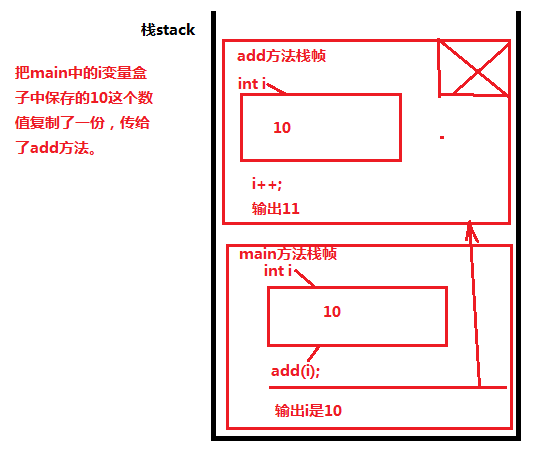 栈stack
把main中的i变量盒
子中保存的10这个数
值复制了一份，传给
了add方法。
add方法栈帧
int i
10
i++;
输出11
main方法栈帧
int i
10
add(i);
输出i是10